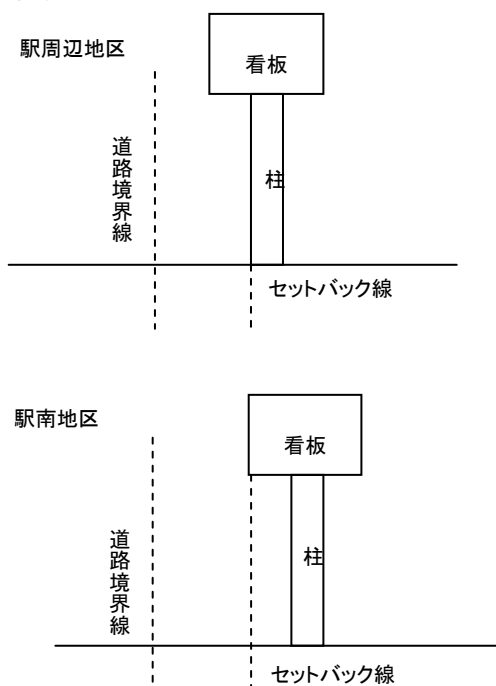 駅周辺地区
看板
道路境界線
柱
セットバック線
駅南地区
看板
道路境界線
柱
セットバック線